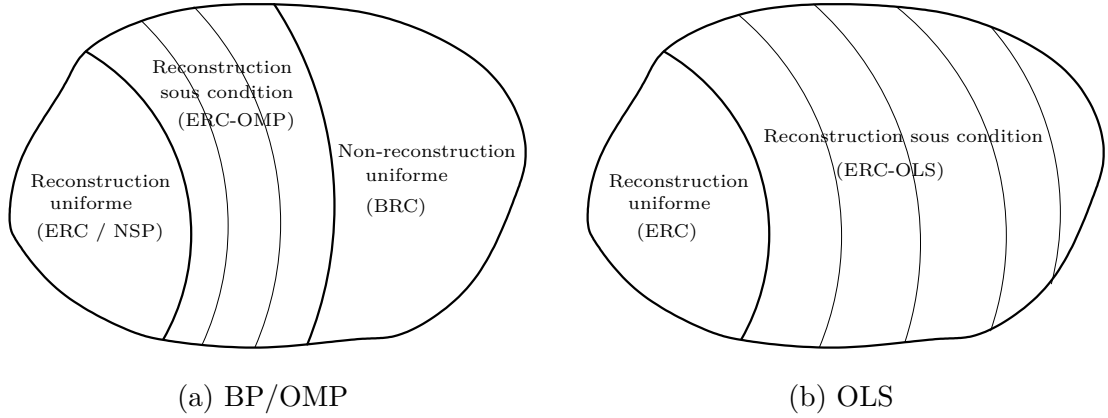 Reconstruction
sous condition
(ERC-OMP)
Non-reconstruction
uniforme
(BRC)
Reconstruction
uniforme
(ERC / NSP)
(a) BP/OMP
Reconstruction sous condition
(ERC-OLS)
Reconstruction
uniforme
(ERC)
(b) OLS